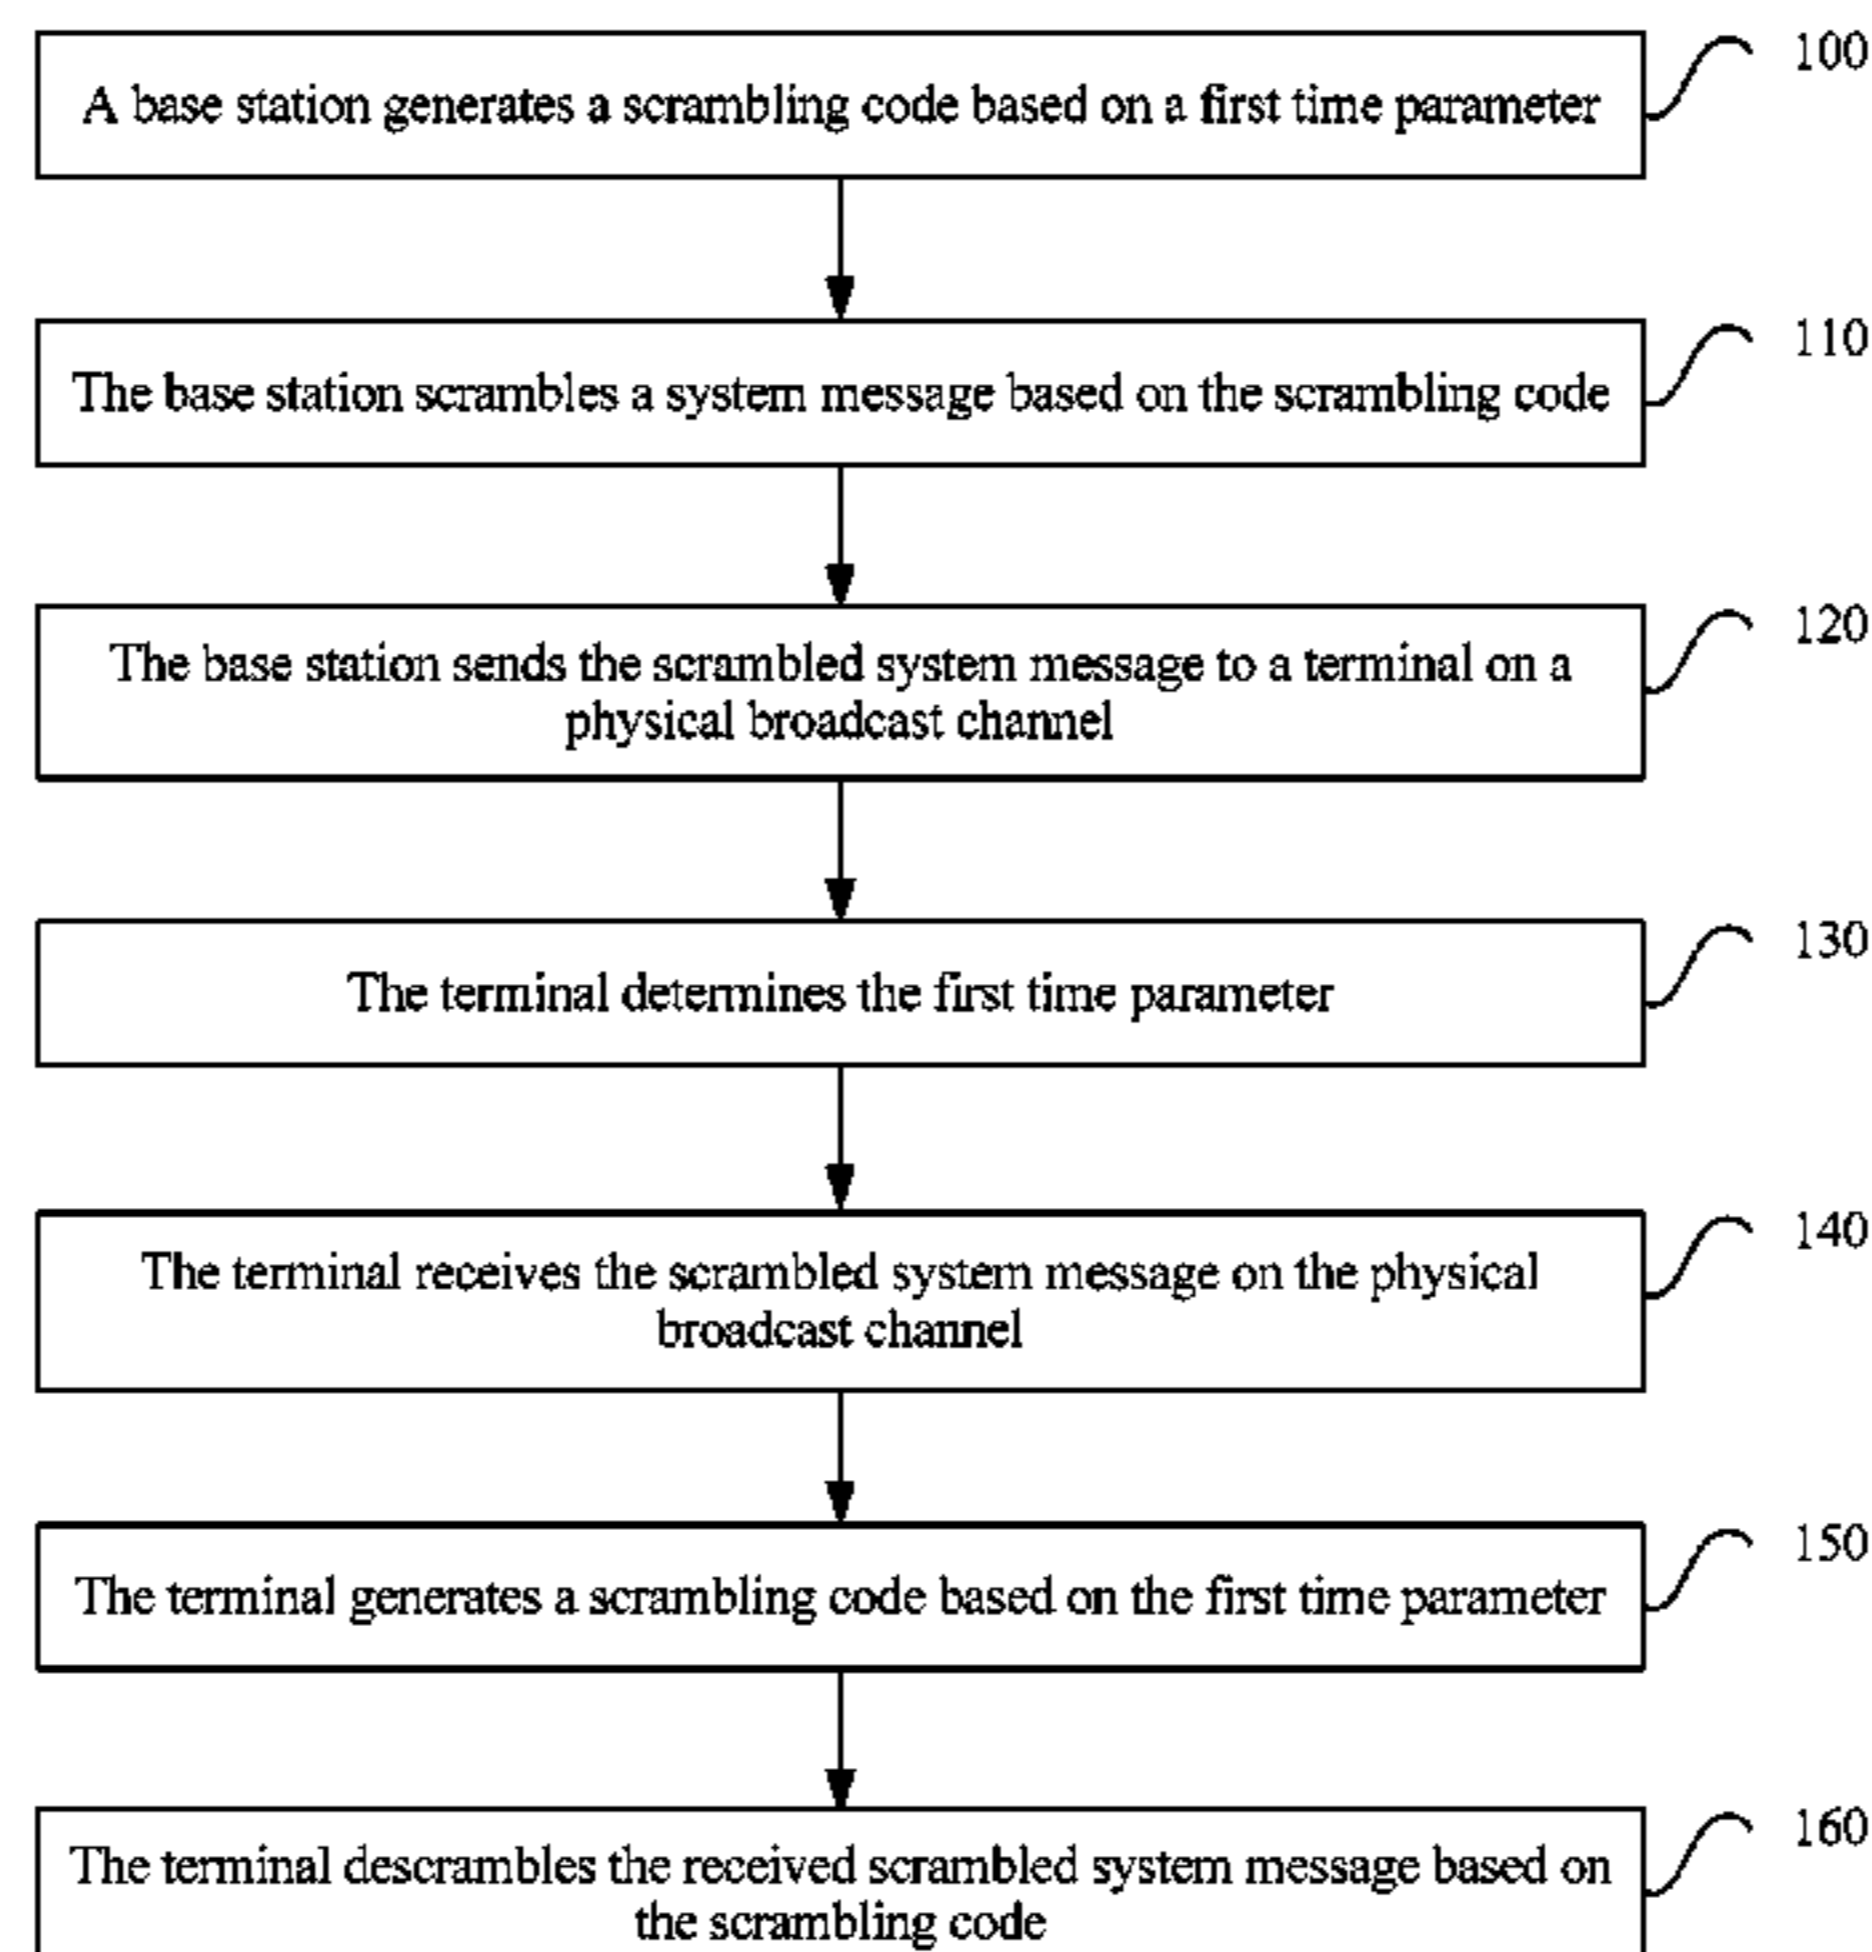 A base station generates a scrambling code based on a first time parameter
100
The base station scrambles a system message based on the scrambling code
110
The base station sends the scrambled system message to a terminal on a
physical broadcast channel
120
The terminal determines the first time parameter
130
The terminal receives the scrambled system message on the physical
broadcast channel
140
The terminal generates a scrambling code based on the first time parameter
150
The terminal descrambles the received scrambled system message based on
the scrambling code
160